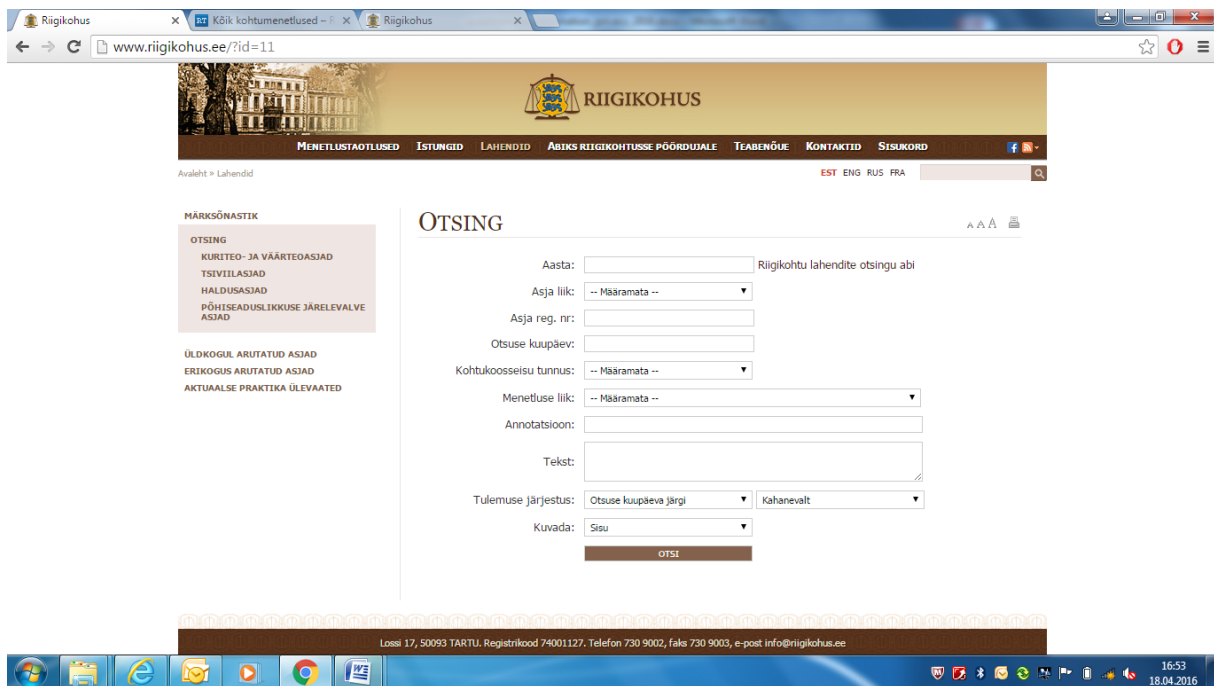 Riigikohus
Kõik kohtumenetlused –
Riigikohus
www.riigikohus.ee/?id=11
RIIGIKOHUS
MENETLUSTAOTLUSED ISTUNGID LAHENDID ABIKS RIIGIKOHTUSSE PÖÖRDUJALE TEABENÕUE KONTAKTID SISUKORD
Avaleht » Lahendid
EST ENG RUS FRA
MÄRKSÕNASTIK
OTSING
KURITEO- JA VÄÄRTEOASJAD
TSIVIILASJAD
HALDUSASJAD
PÕHISEADUSLIKKUSE JÄRELEVALVE
ASJAD
ÜLDKOGUL ARUTATUD ASJAD
ERIKOGUS ARUTATUD ASJAD
AKTUAALSE PRAKTIKA ÜLEVAATED
OTSING
A A A
Aasta: Riigikohtu lahendite otsingu abi
Asja liik: -- Määramata --
Asja reg. nr:
Otsuse kuupäev:
Kohtukoosseisu tunnus: -- Määramata --
Menetluse liik: -- Määramata --
Annotatsioon:
Tekst:
Tulemuse järjestus: Otsuse kuupäeva järgi Kahanevalt
Kuvada: Sisu
OTSI
Lossi 17, 50093 TARTU. Registrikood 74001127. Telefon 730 9002, faks 730 9003, e-post info@riigikohus.ee
16:53
18.04.2016